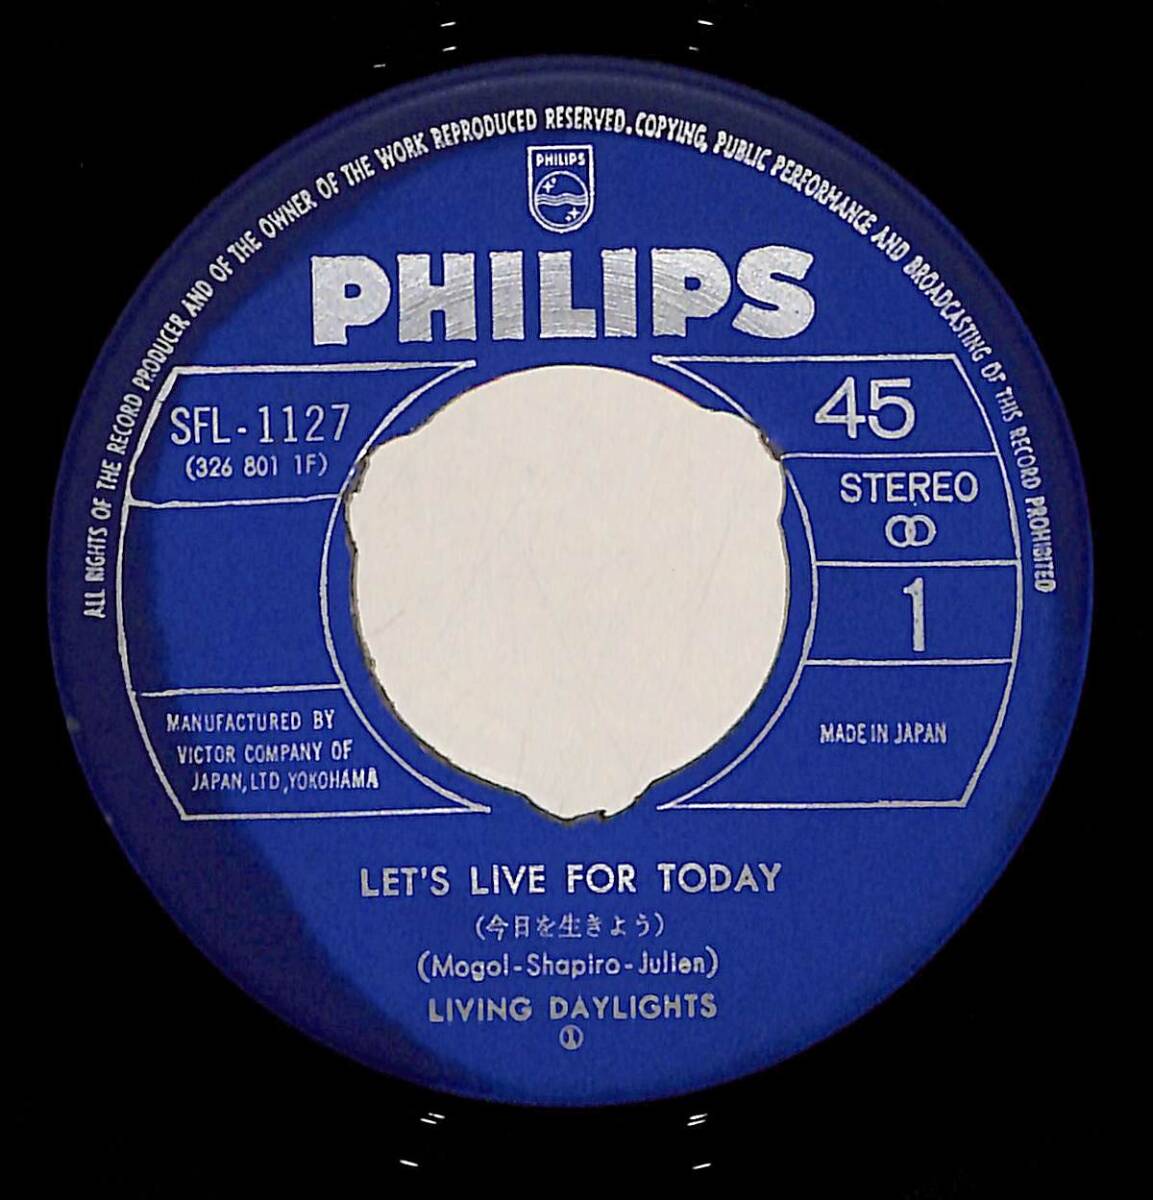 ALL RIGHTS OF THE RECORD PRODUCER AND OF THE OWNER OF THE WORK REPRODUCED RESERVED. COPYING, PUBLIC PERFORMANCE AND BROADCASTING OF THIS RECORD PROHIBITED
PHILIPS
PHILIPS
SFL-1127
(326 801 1F)
45
STEREO
1
MANUFACTURED BY
VICTOR COMPANY OF
JAPAN, LTD, YOKOHAMA
MADE IN JAPAN
LET'S LIVE FOR TODAY
(今日を生きよう)
(Mogol-Shapiro-Julien)
LIVING DAYLIGHTS
①